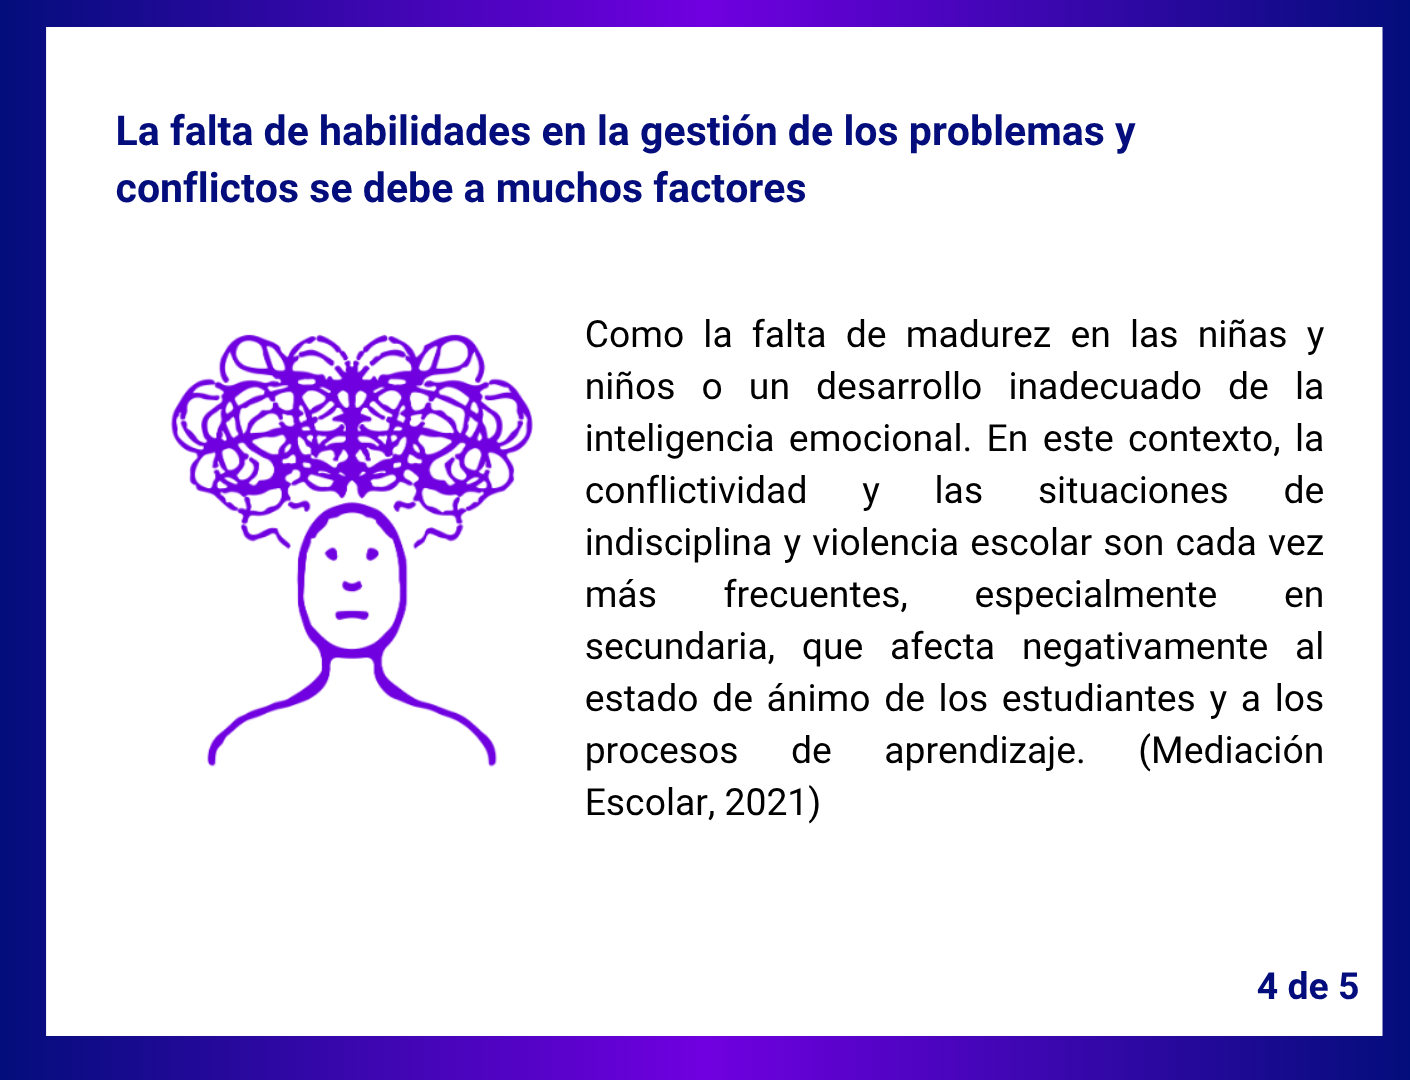 La falta de habilidades en la gestión de los problemas y
conflictos se debe a muchos factores
Como la falta de madurez en las niñas y
niños o un desarrollo inadecuado de la
inteligencia emocional. En este contexto, la
conflictividad y las situaciones de
indisciplina y violencia escolar son cada vez
más frecuentes, especialmente en
secundaria, que afecta negativamente al
estado de ánimo de los estudiantes y a los
procesos de aprendizaje. (Mediación
Escolar, 2021)
4 de 5